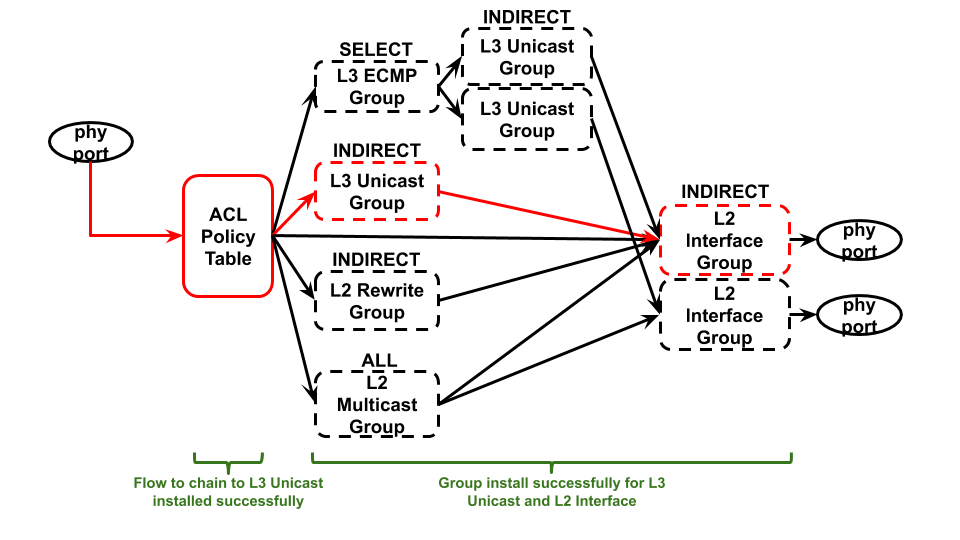 INDIRECT
L3 Unicast
Group
SELECT
L3 ECMP
Group
L3 Unicast
Group
phy
port
INDIRECT
L3 Unicast
Group
ACL
Policy
Table
INDIRECT
L2
Interface
Group
phy
port
INDIRECT
L2 Rewrite
Group
L2
Interface
Group
phy
port
ALL
L2
Multicast
Group
Flow to chain to L3 Unicast
installed successfully
Group install successfully for L3
Unicast and L2 Interface